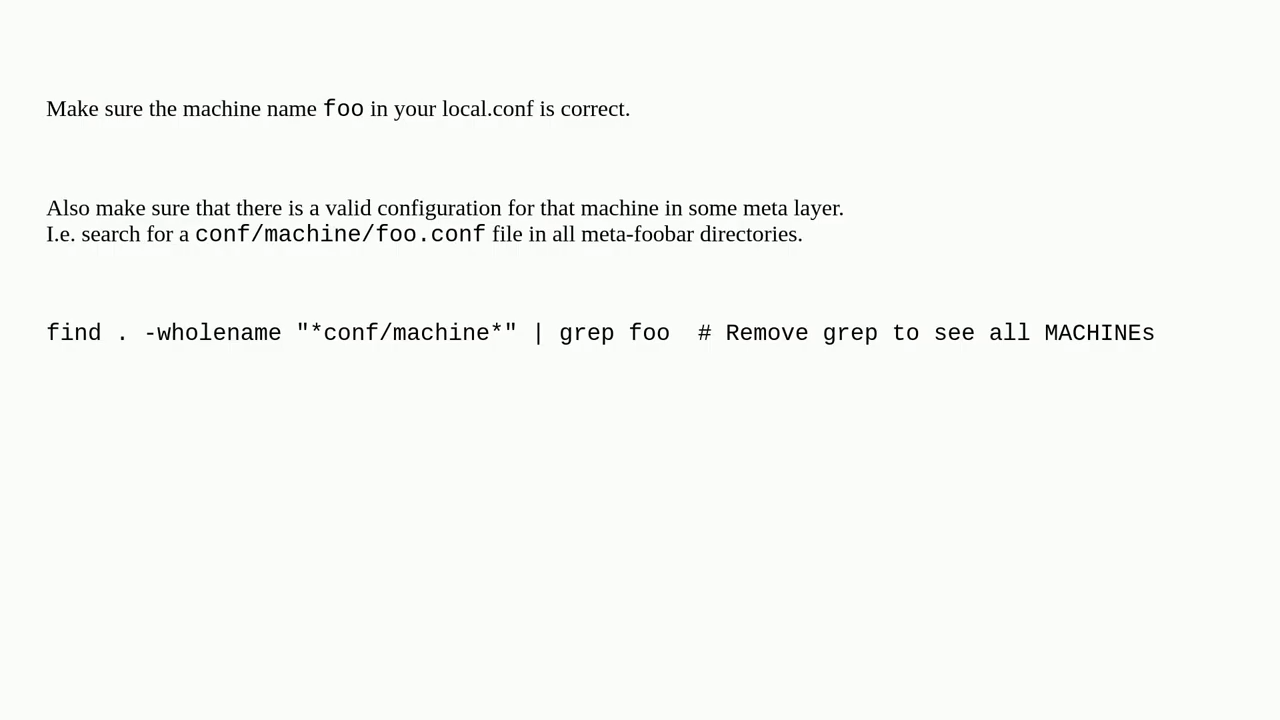 Make sure the machine name foo in your local.conf is correct.
Also make sure that there is a valid configuration for that machine in some meta layer.
I.e. search for a conf/machine/foo.conf file in all meta-foobar directories.
find . -wholename "*conf/machine*" | grep foo  # Remove grep to see all MACHINEs